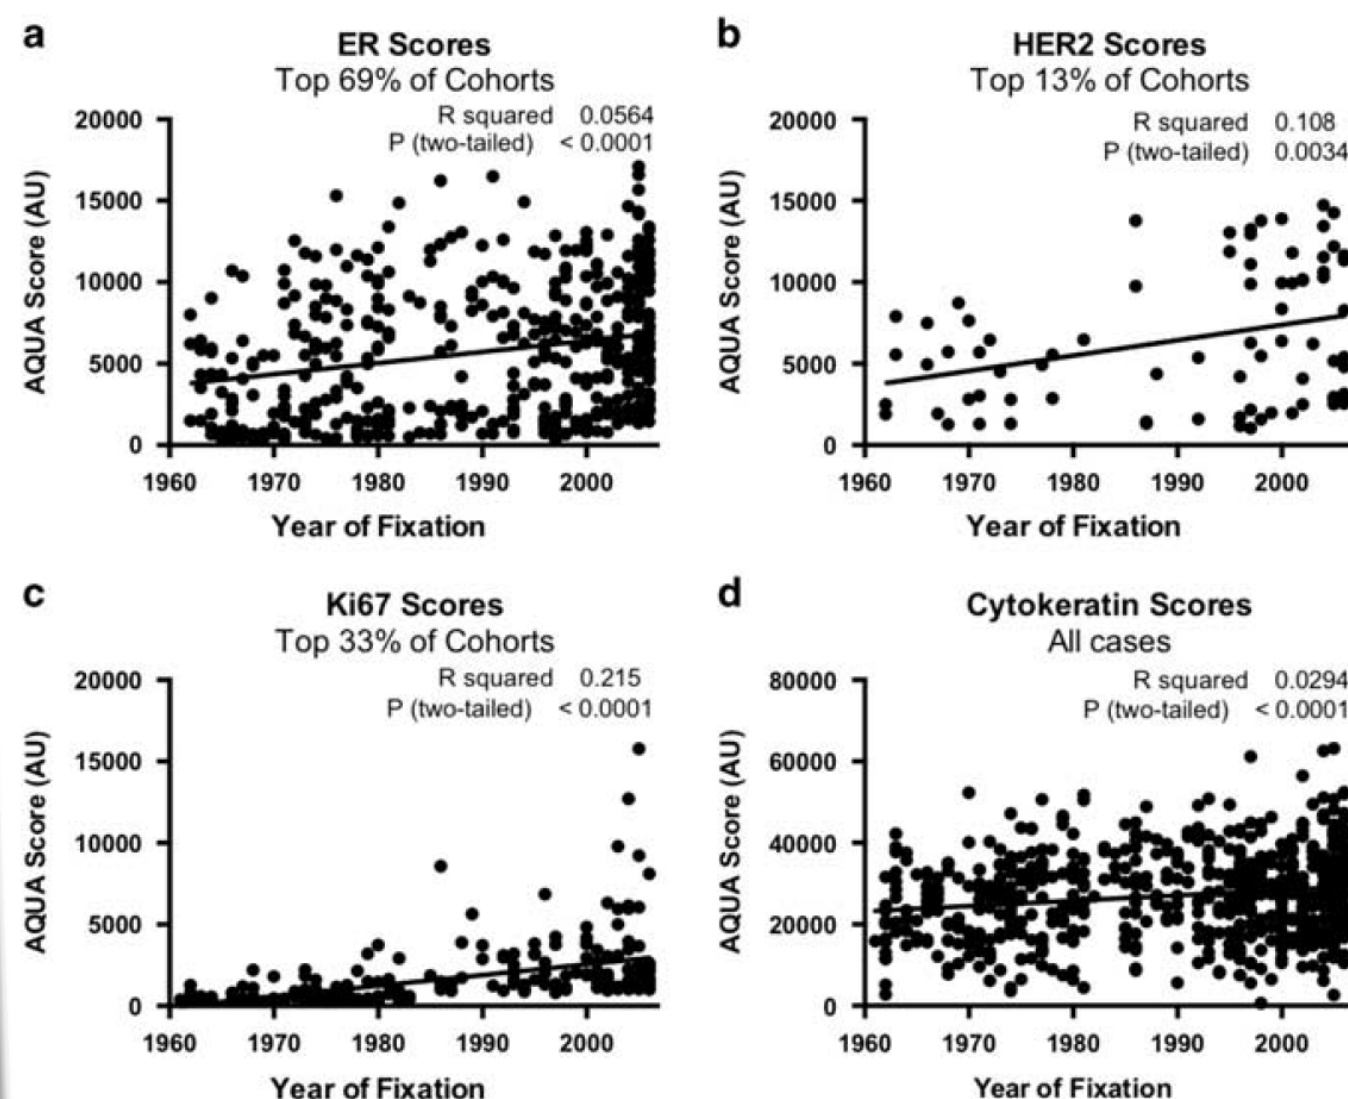 a
ER Scores
Top 69% of Cohorts
R squared 0.0564
P (two-tailed) < 0.0001
20000
15000
10000
5000
0
AQUA Score (AU)
1960 1970 1980 1990 2000
Year of Fixation
b
HER2 Scores
Top 13% of Cohorts
R squared 0.108
P (two-tailed) 0.0034
20000
15000
10000
5000
0
AQUA Score (AU)
1960 1970 1980 1990 2000
Year of Fixation
c
Ki67 Scores
Top 33% of Cohorts
R squared 0.215
P (two-tailed) < 0.0001
20000
15000
10000
5000
0
AQUA Score (AU)
1960 1970 1980 1990 2000
Year of Fixation
d
Cytokeratin Scores
All cases
R squared 0.0294
P (two-tailed) < 0.0001
80000
60000
40000
20000
0
AQUA Score (AU)
1960 1970 1980 1990 2000
Year of Fixation